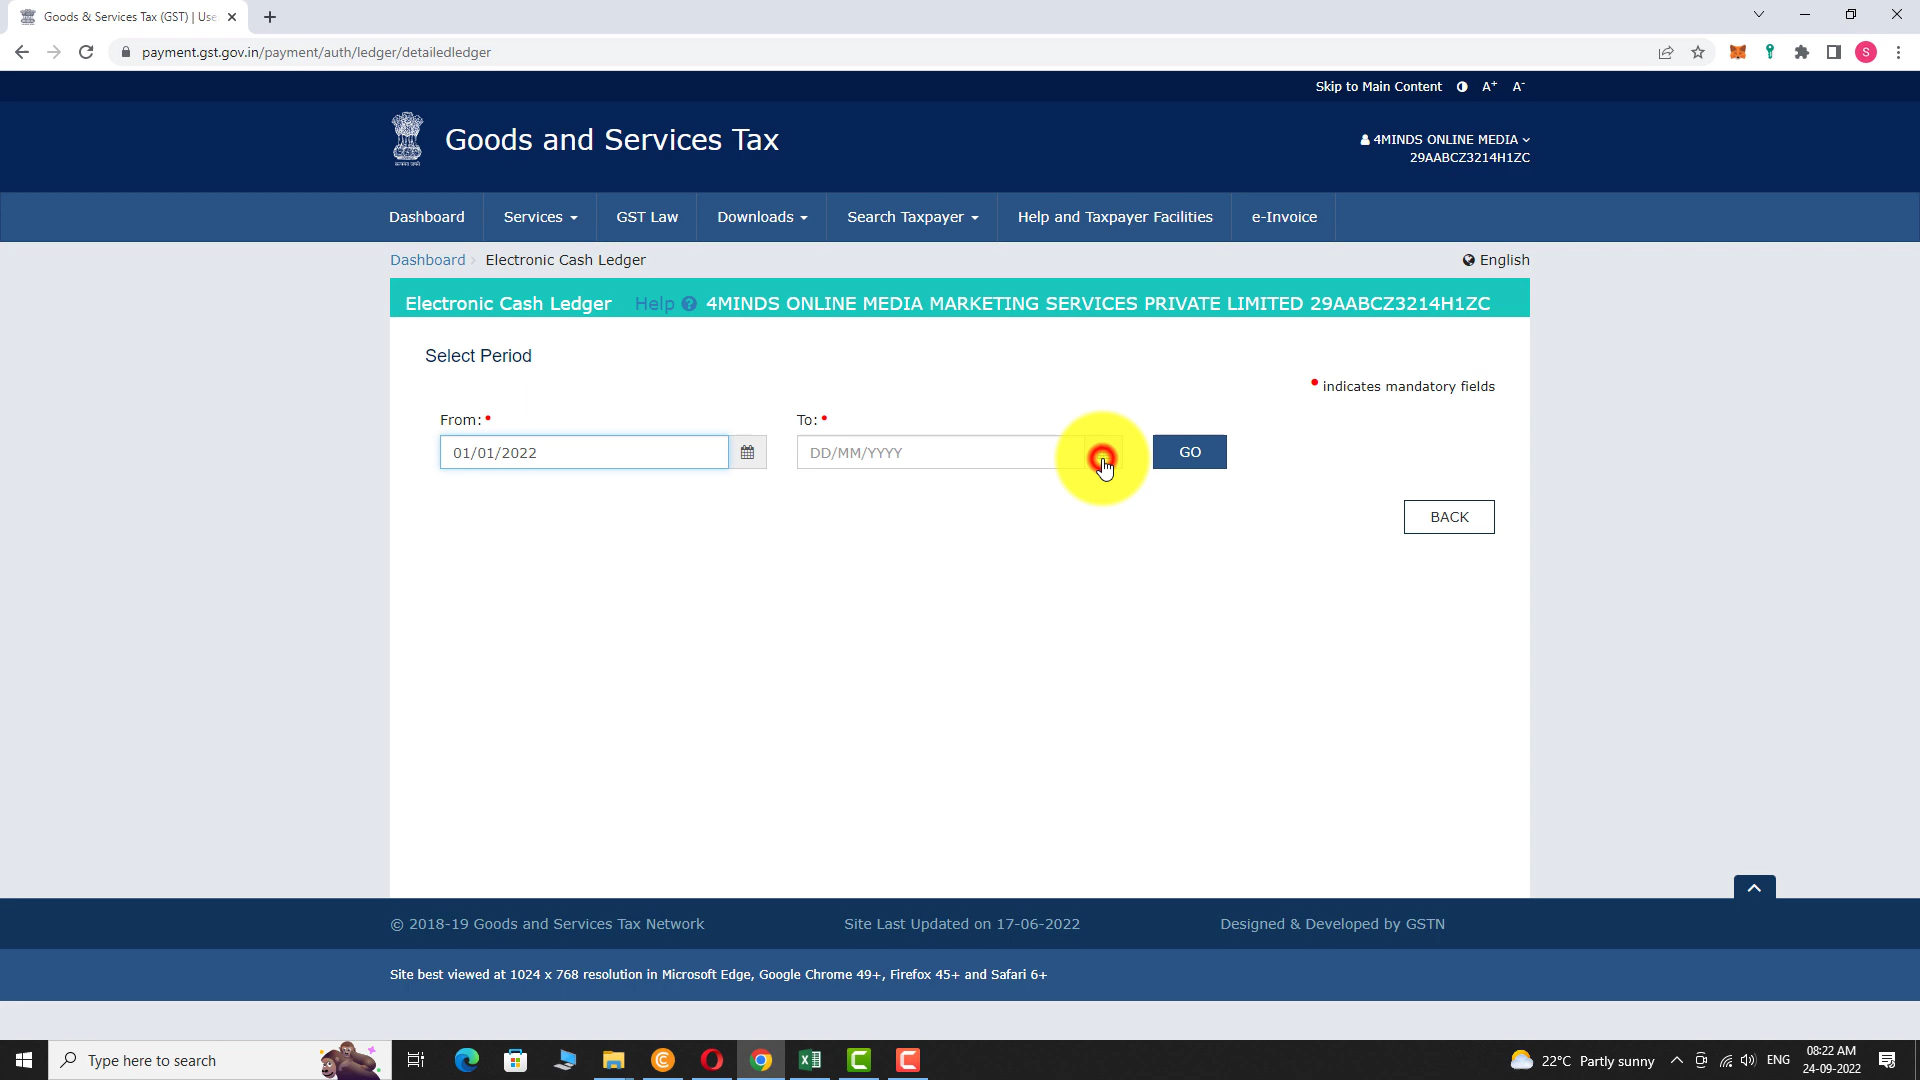 Goods & Services Tax (GST) | Use
payment.gst.gov.in/payment/auth/ledger/detailedledger
S
Skip to Main Content A+ A-
Goods and Services Tax
4MINDS ONLINE MEDIA
29AABCZ3214H1ZC
Dashboard Services GST Law Downloads Search Taxpayer Help and Taxpayer Facilities e-Invoice
Dashboard Electronic Cash Ledger English
Electronic Cash Ledger Help 4MINDS ONLINE MEDIA MARKETING SERVICES PRIVATE LIMITED 29AABCZ3214H1ZC
Select Period
• indicates mandatory fields
From: • To: •
01/01/2022 DD/MM/YYYY GO
BACK
© 2018-19 Goods and Services Tax Network Site Last Updated on 17-06-2022 Designed & Developed by GSTN
Site best viewed at 1024 x 768 resolution in Microsoft Edge, Google Chrome 49+, Firefox 45+ and Safari 6+
Type here to search 22°C Partly sunny ENG 08:22 AM
24-09-2022